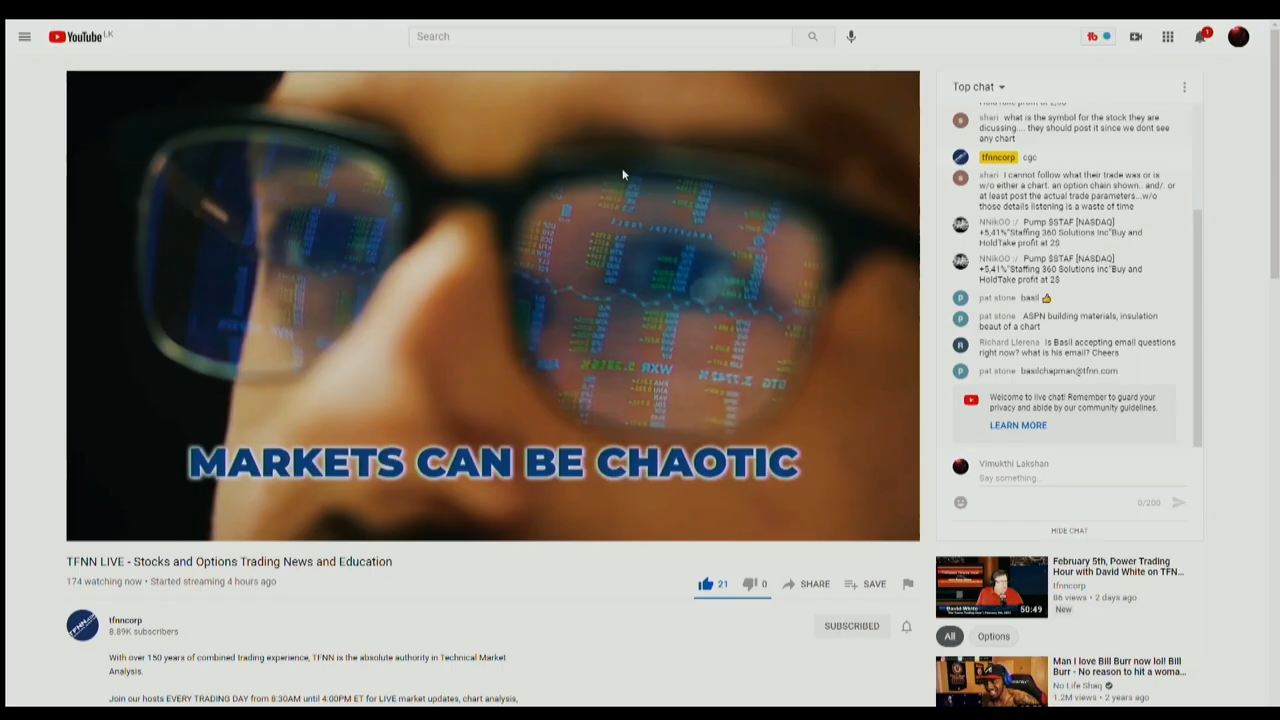 YouTube LK
Search
1
MARKETS CAN BE CHAOTIC
TFNN LIVE - Stocks and Options Trading News and Education
174 watching now • Started streaming 4 hours ago
21
0
SHARE
SAVE
tfnncorp
8.89K subscribers
SUBSCRIBED
With over 150 years of combined trading experience, TFNN is the absolute authority in Technical Market
Analysis.
Join our hosts EVERY TRADING DAY from 8:30AM until 4:00PM ET for LIVE market updates, chart analysis,
Top chat
shari what is the symbol for the stock they are
dicussing.... they should post it since we dont see
any chart
tfnncorp cgc
shari I cannot follow what their trade was or is
w/o either a chart. an option chain shown.. and/. or
at least post the actual trade parameters...w/o
those details listening is a waste of time
NNikOO :/ Pump $STAF [NASDAQ]
+5,41%"Staffing 360 Solutions Inc"Buy and
HoldTake profit at 2$
NNikOO :/ Pump $STAF [NASDAQ]
+5,41%"Staffing 360 Solutions Inc"Buy and
HoldTake profit at 2$
pat stone basil 👍
pat stone ASPN building materials, insulation
beaut of a chart
Richard Llerena is Basil accepting email questions
right now? what is his email? Cheers
pat stone basilchapman@tfnn.com
Welcome to live chat! Remember to guard your
privacy and abide by our community guidelines.
LEARN MORE
Vimukthi Lakshan
Say something...
0/200
HIDE CHAT
February 5th, Power Trading
Hour with David White on TFN...
tfnncorp
86 views • 2 days ago
New
David White
50:49
All
Options
Man I love Bill Burr now lol! Bill
Burr - No reason to hit a woma...
No Life Shaq
1.2M views • 2 years ago